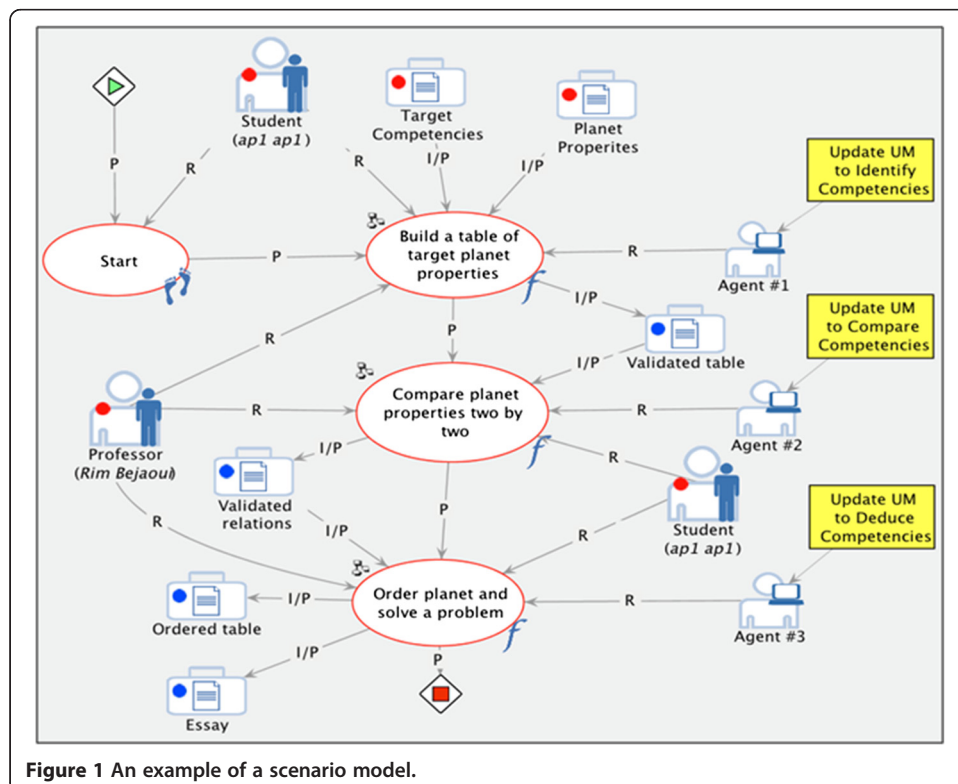 Student
(ap1 ap1)
Target
Competencies
Planet
Properites
P
R
R
I/P
I/P
Update UM
to Identify
Competencies
Start
P
Build a table of
target planet
properties
R
Agent #1
f
I/P
R
P
Validated table
I/P
Update UM
to Compare
Competencies
Professor
(Rim Bejaoui)
R
Compare planet
properties two by
two
R
Agent #2
f
I/P
R
Validated
relations
P
Student
(ap1 ap1)
R
I/P
R
Update UM
to Deduce
Competencies
Ordered table
I/P
Order planet and
solve a problem
R
Agent #3
f
I/P
P
Essay
Figure 1 An example of a scenario model.